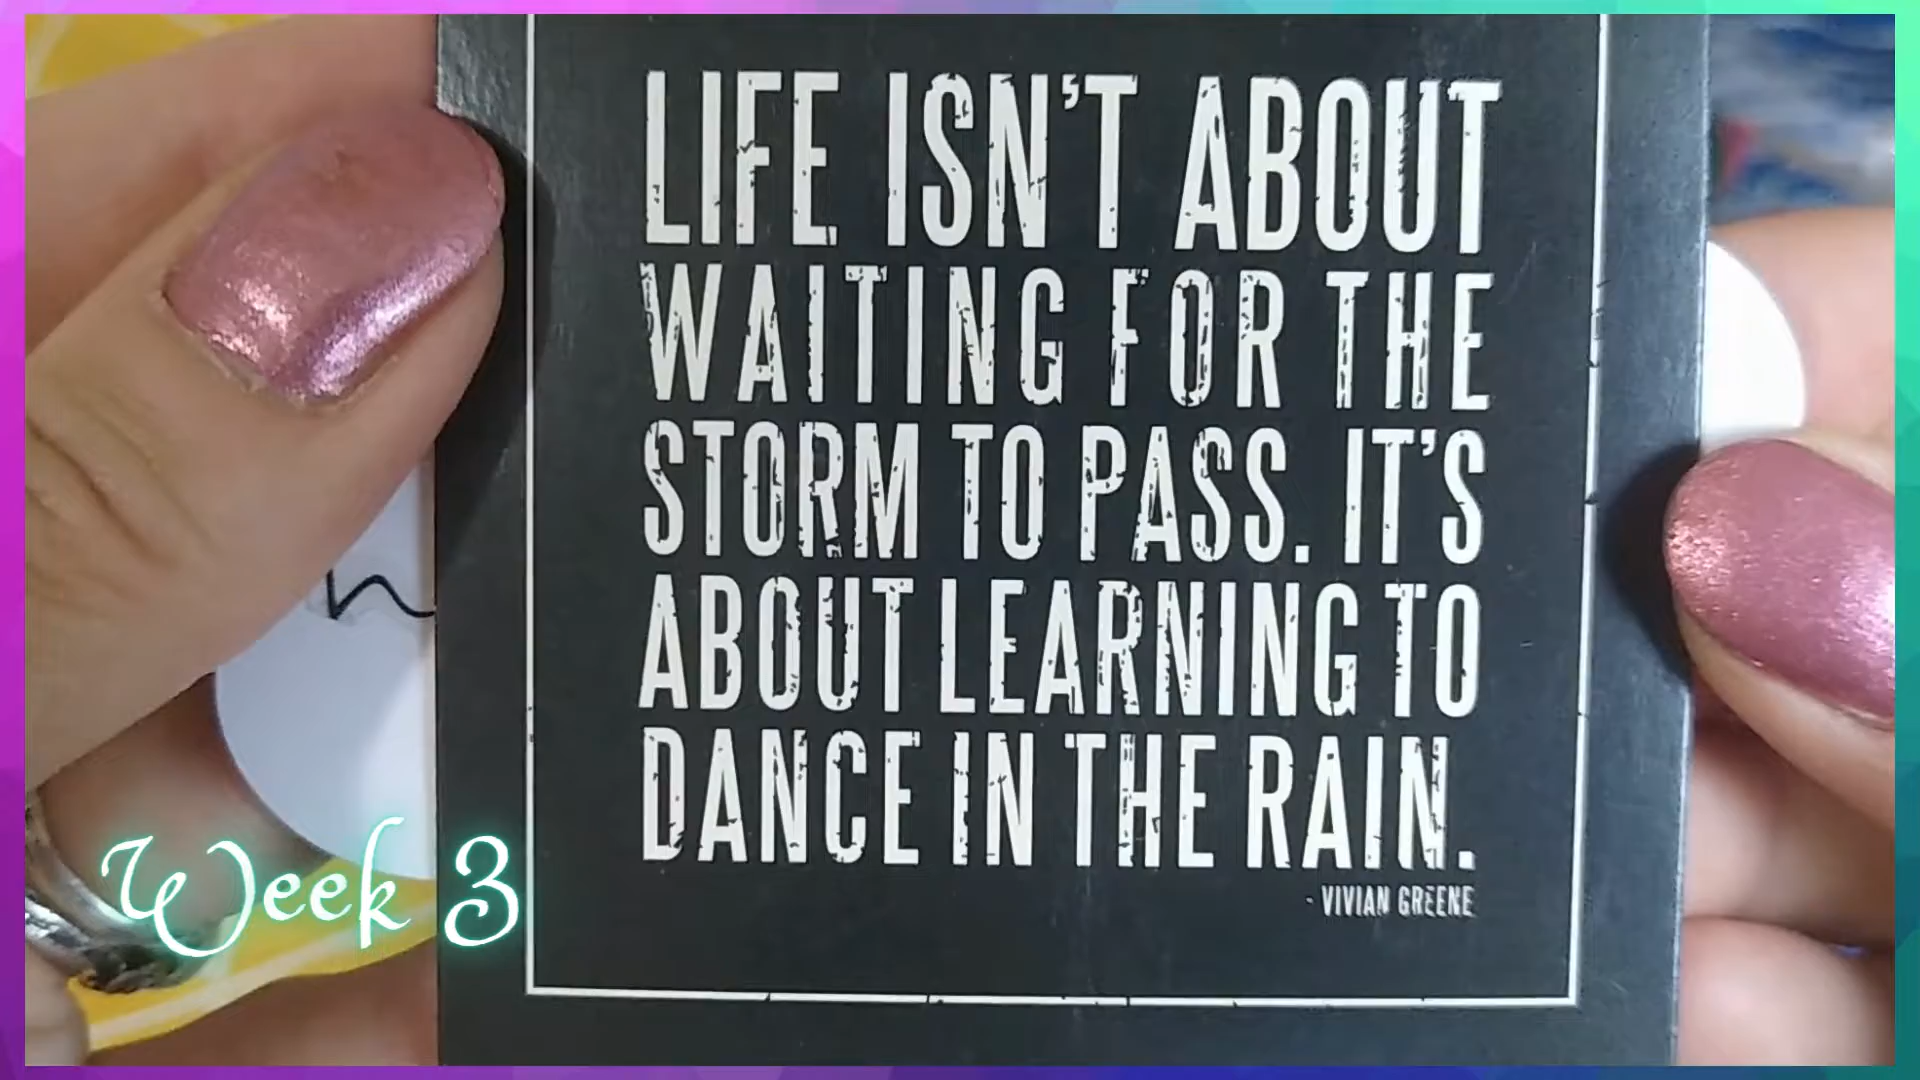 LIFE ISN'T ABOUT
WAITING FOR THE
STORM TO PASS. IT'S
ABOUT LEARNING TO
DANCE IN THE RAIN.
- VIVIAN GREENE
Week 3